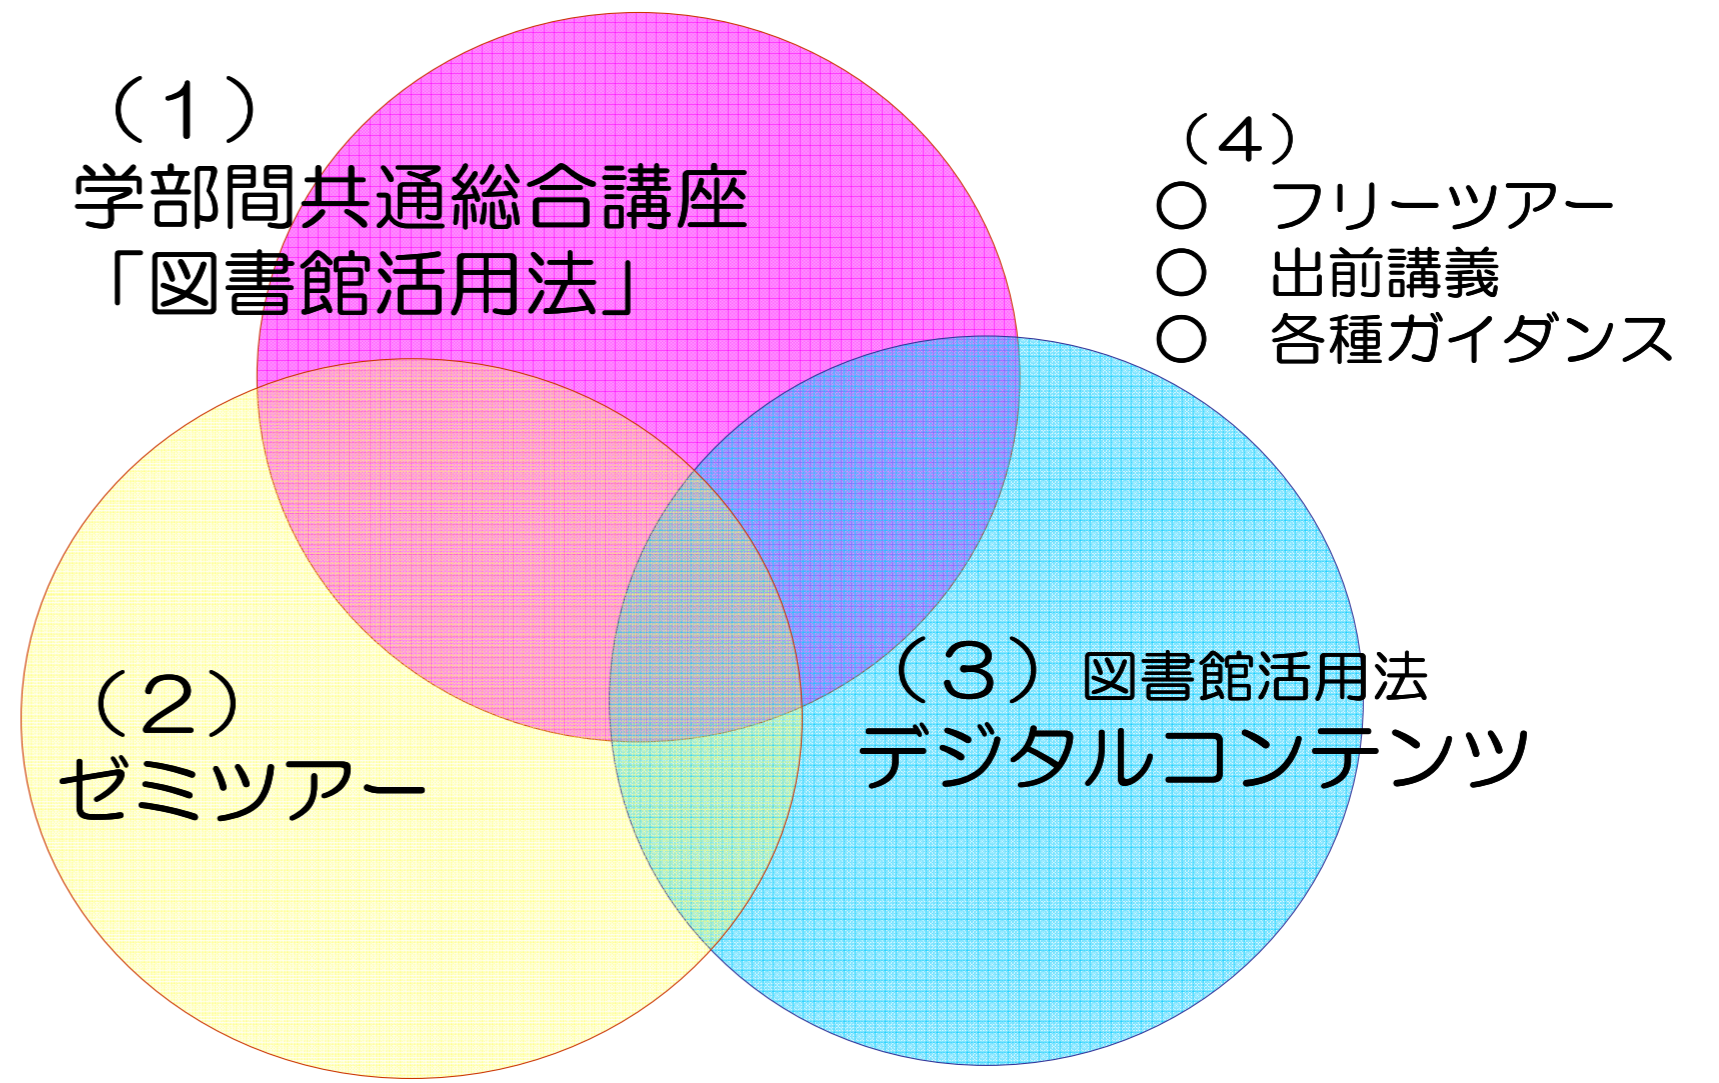 （１）
学部間共通総合講座
「図書館活用法」
（４）
○　フリーツアー
○　出前講義
○　各種ガイダンス
（２）
ゼミツアー
（３）図書館活用法
デジタルコンテンツ